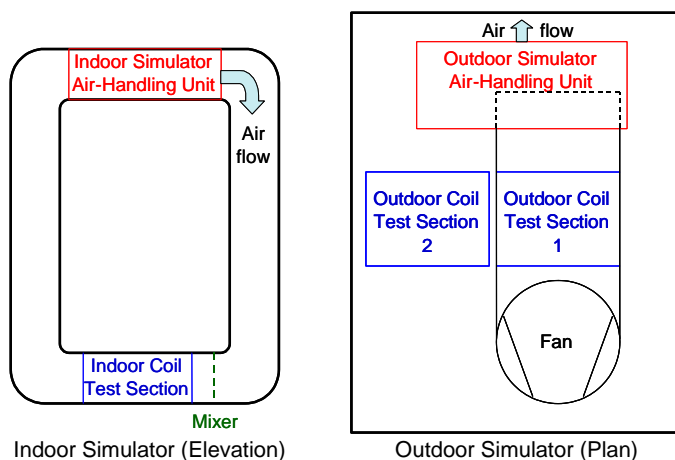 Indoor Simulator
Air-Handling Unit
Air
flow
Indoor Coil
Test Section
Mixer
Indoor Simulator (Elevation)
Air flow
Outdoor Simulator
Air-Handling Unit
Outdoor Coil
Test Section
2
Outdoor Coil
Test Section
1
Fan
Outdoor Simulator (Plan)